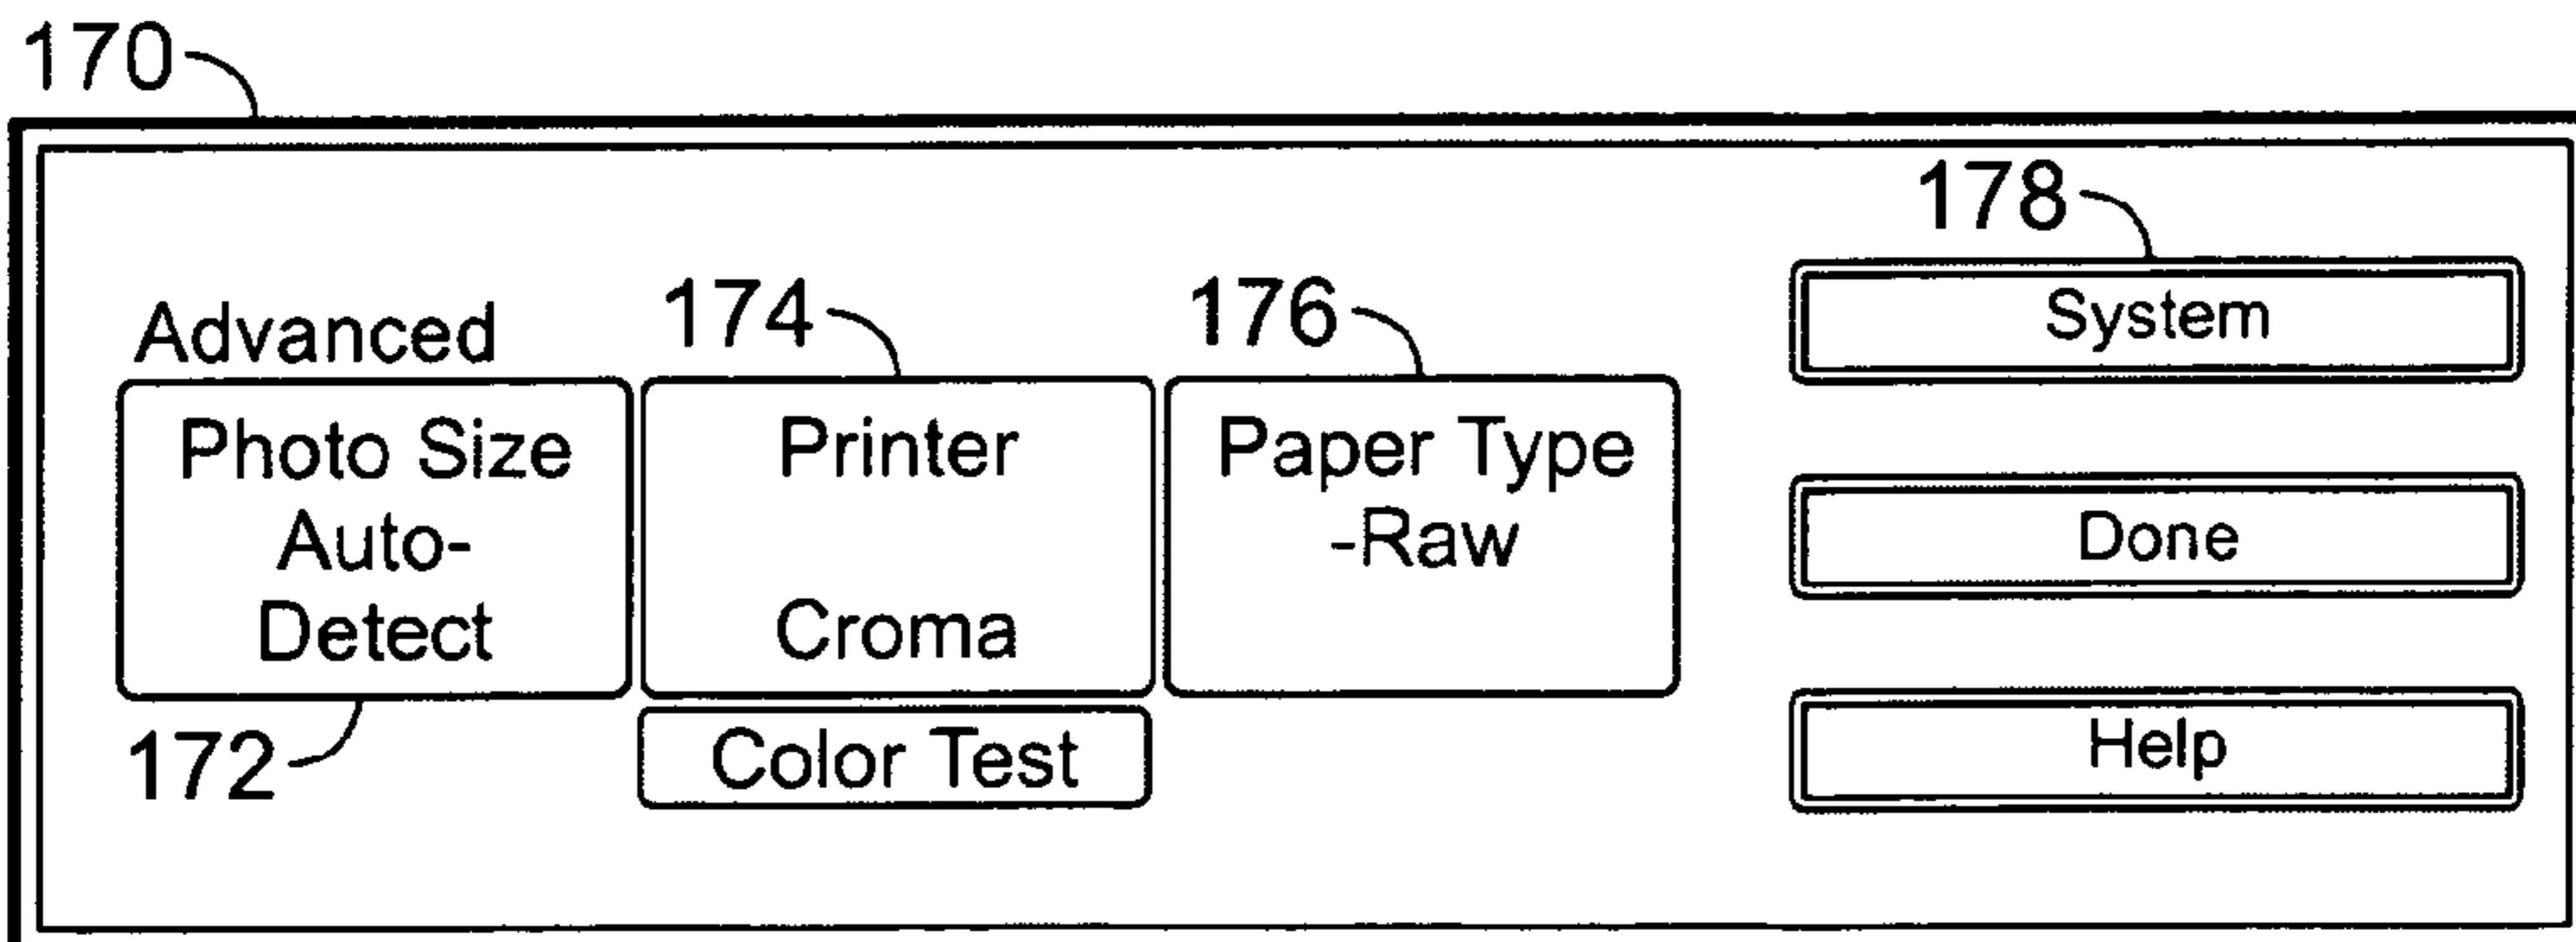 170
178
System
Advanced
174
176
Photo Size
Auto-
Detect
Printer
Croma
Paper Type
-Raw
Done
172
Color Test
Help